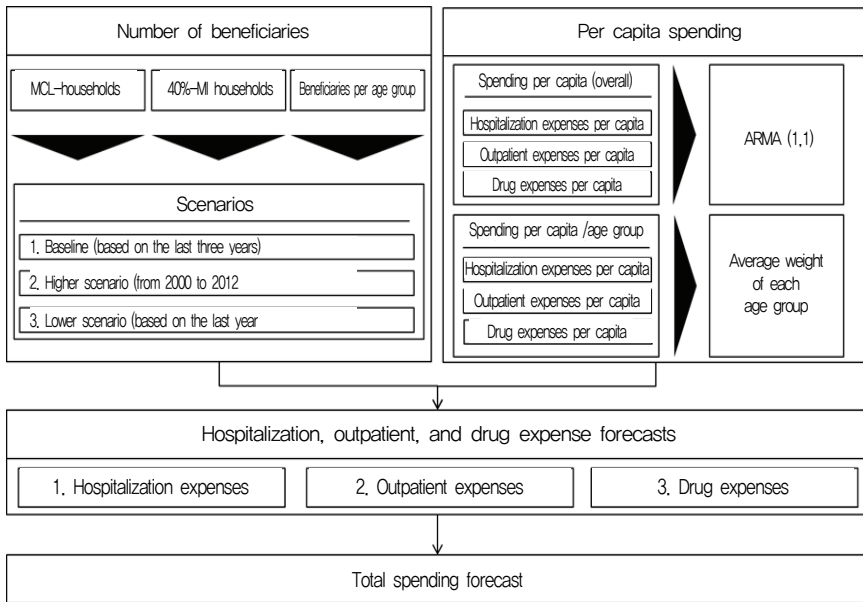 Number of beneficiaries
MCL-households
40%-MI households
Beneficiaries per age group
Scenarios
1. Baseline (based on the last three years)
2. Higher scenario (from 2000 to 2012
3. Lower scenario (based on the last year
Per capita spending
Spending per capita (overall)
Hospitalization expenses per capita
Outpatient expenses per capita
Drug expenses per capita
ARMA (1,1)
Spending per capita /age group
Hospitalization expenses per capita
Outpatient expenses per capita
Drug expenses per capita
Average weight
of each
age group
Hospitalization, outpatient, and drug expense forecasts
1. Hospitalization expenses
2. Outpatient expenses
3. Drug expenses
Total spending forecast